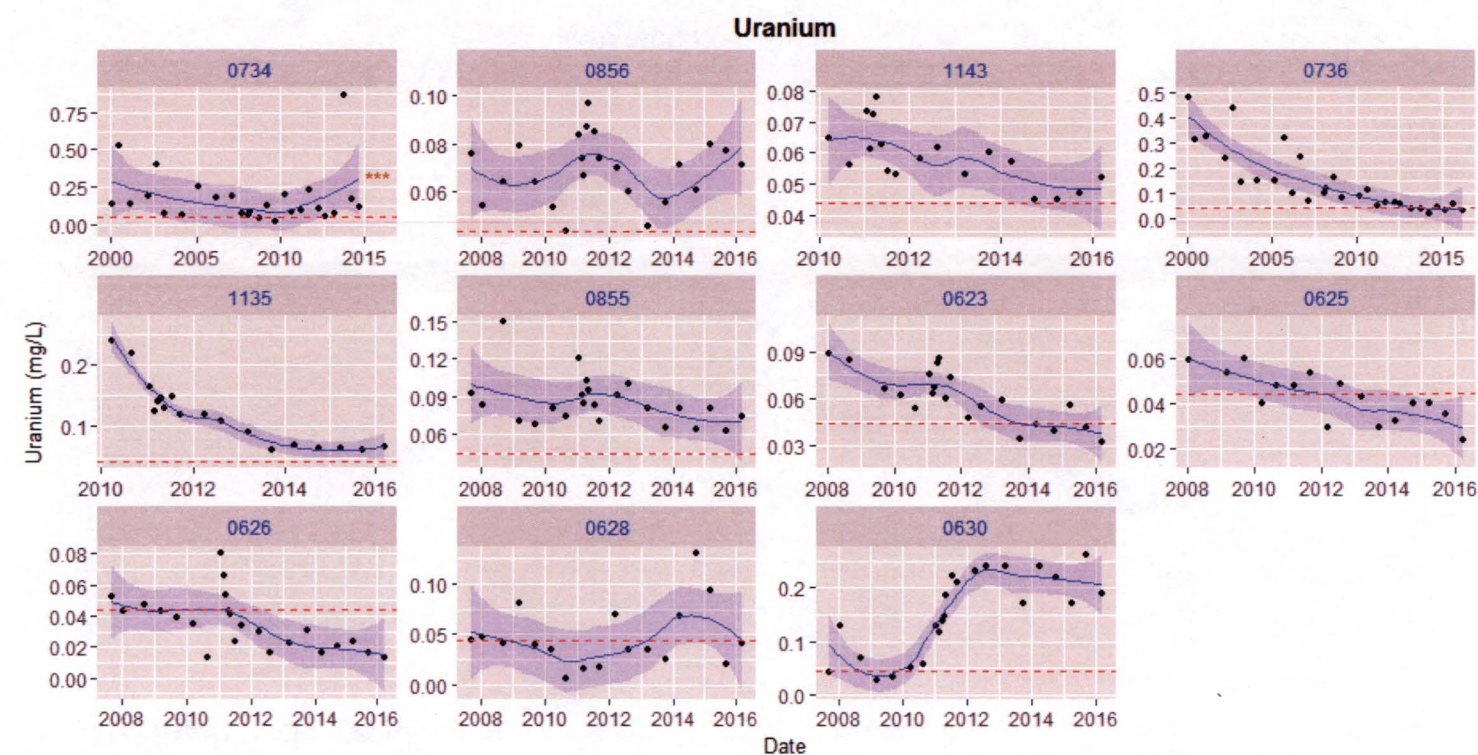 Uranium
0734 0856 1143 0736
0.75 0.50 0.25 0.00
0.10 0.08 0.06
0.08 0.07 0.06 0.05 0.04
0.5 0.4 0.3 0.2 0.1 0.0
***
2000 2005 2010 2015
2008 2010 2012 2014 2016
2010 2012 2014 2016
2000 2005 2010 2015
Uranium (mg/L)
1135 0855 0623 0625
0.2 0.1
0.15 0.12 0.09 0.06
0.09 0.06 0.03
0.06 0.04 0.02
2010 2012 2014 2016
2008 2010 2012 2014 2016
2008 2010 2012 2014 2016
2008 2010 2012 2014 2016
0626 0628 0630
0.08 0.06 0.04 0.02 0.00
0.10 0.05 0.00
0.2 0.1 0.0
2008 2010 2012 2014 2016
2008 2010 2012 2014 2016
2008 2010 2012 2014 2016
Date